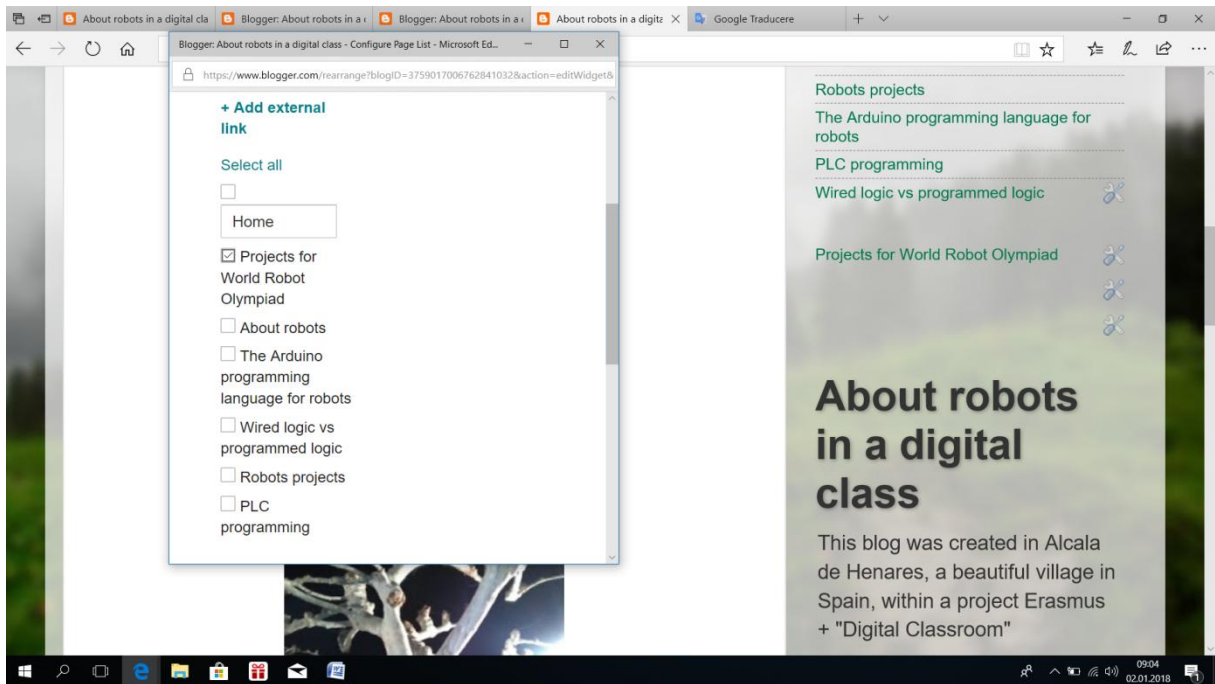 About robots in a digital cla
Blogger: About robots in a
Blogger: About robots in a
About robots in a digita
Google Traducere
Blogger: About robots in a digital class - Configure Page List - Microsoft Ed...
https://www.blogger.com/rearrange?blogID=3759017006762841032&action=editWidget&
+ Add external
link
Select all
Home
Projects for
World Robot
Olympiad
About robots
The Arduino
programming
language for robots
Wired logic vs
programmed logic
Robots projects
PLC
programming
Robots projects
The Arduino programming language for
robots
PLC programming
Wired logic vs programmed logic
Projects for World Robot Olympiad
About robots
in a digital
class
This blog was created in Alcala
de Henares, a beautiful village in
Spain, within a project Erasmus
+ "Digital Classroom"
09:04
02.01.2018